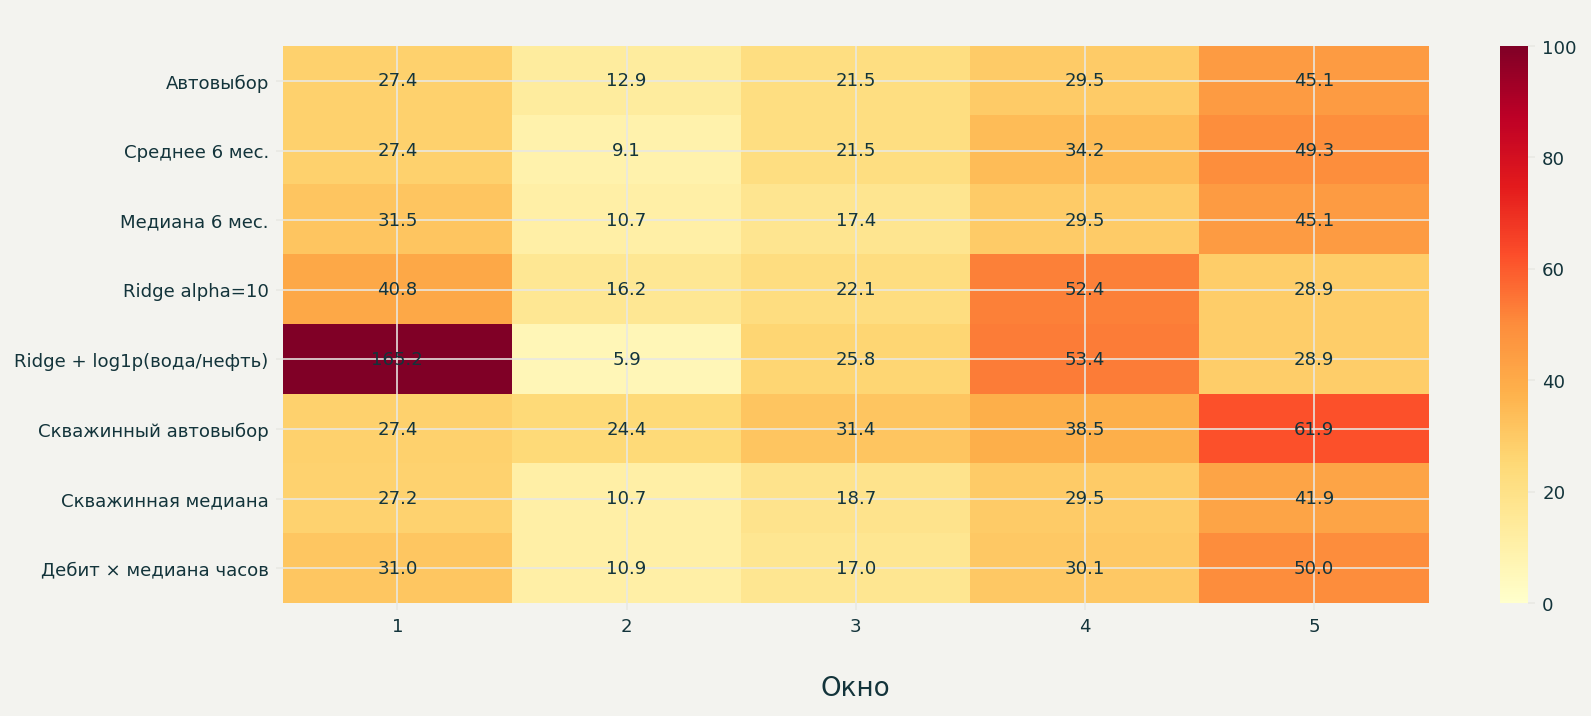 Автовыбор 27.4 12.9 21.5 29.5 45.1
Среднее 6 мес. 27.4 9.1 21.5 34.2 49.3
Медиана 6 мес. 31.5 10.7 17.4 29.5 45.1
Ridge alpha=10 40.8 16.2 22.1 52.4 28.9
Ridge + log1p(вода/нефть) 5.9 25.8 53.4 28.9
Скважинный автовыбор 27.4 24.4 31.4 38.5 61.9
Скважинная медиана 27.2 10.7 18.7 29.5 41.9
Дебит × медиана часов 31.0 10.9 17.0 30.1 50.0
1 2 3 4 5
Окно
100
80
60
40
20
0